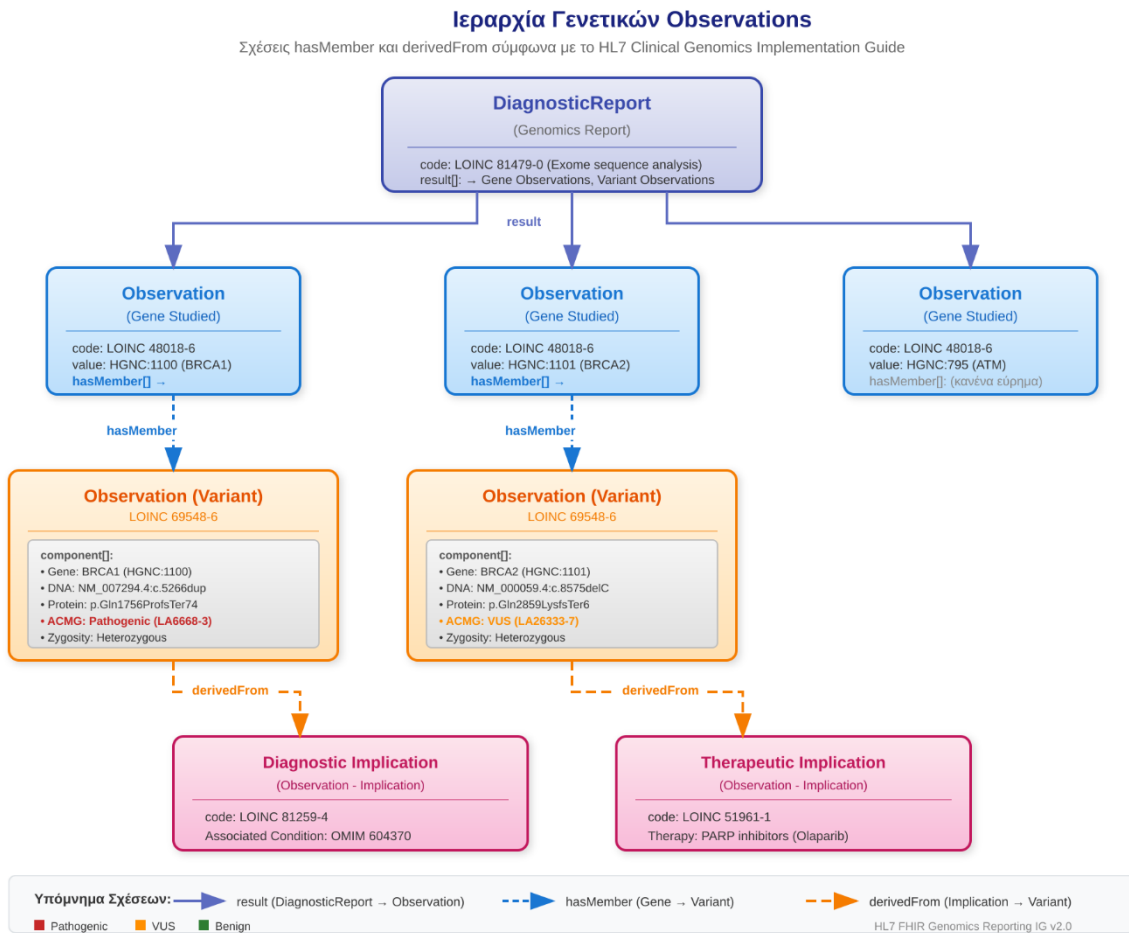 Ιεραρχία Γενετικών Observations
Σχέσεις hasMember και derivedFrom σύμφωνα με το HL7 Clinical Genomics Implementation Guide
DiagnosticReport
(Genomics Report)
code: LOINC 81479-0 (Exome sequence analysis)
result[]: → Gene Observations, Variant Observations
result
Observation
(Gene Studied)
code: LOINC 48018-6
value: HGNC:1100 (BRCA1)
hasMember[] →
Observation
(Gene Studied)
code: LOINC 48018-6
value: HGNC:1101 (BRCA2)
hasMember[] →
Observation
(Gene Studied)
code: LOINC 48018-6
value: HGNC:795 (ATM)
hasMember[]: (κανένα εύρημα)
hasMember
hasMember
Observation (Variant)
LOINC 69548-6
component[]:
• Gene: BRCA1 (HGNC:1100)
• DNA: NM_007294.4:c.5266dup
• Protein: p.Gln1756ProfsTer74
• ACMG: Pathogenic (LA6668-3)
• Zygosity: Heterozygous
Observation (Variant)
LOINC 69548-6
component[]:
• Gene: BRCA2 (HGNC:1101)
• DNA: NM_000059.4:c.8575delC
• Protein: p.Gln2859LysfsTer6
• ACMG: VUS (LA26333-7)
• Zygosity: Heterozygous
derivedFrom
derivedFrom
Diagnostic Implication
(Observation - Implication)
code: LOINC 81259-4
Associated Condition: OMIM 604370
Therapeutic Implication
(Observation - Implication)
code: LOINC 51961-1
Therapy: PARP inhibitors (Olaparib)
Υπόμνημα Σχέσεων:
result (DiagnosticReport → Observation)
hasMember (Gene → Variant)
derivedFrom (Implication → Variant)
Pathogenic
VUS
Benign
HL7 FHIR Genomics Reporting IG v2.0